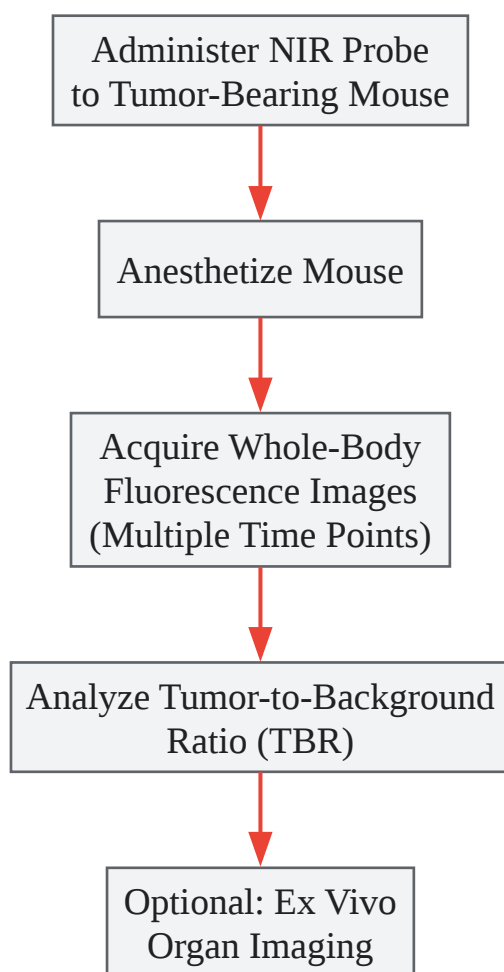 Administer NIR Probe
to Tumor-Bearing Mouse
Anesthetize Mouse
Acquire Whole-Body
Fluorescence Images
(Multiple Time Points)
Analyze Tumor-to-Background
Ratio (TBR)
Optional: Ex Vivo
Organ Imaging